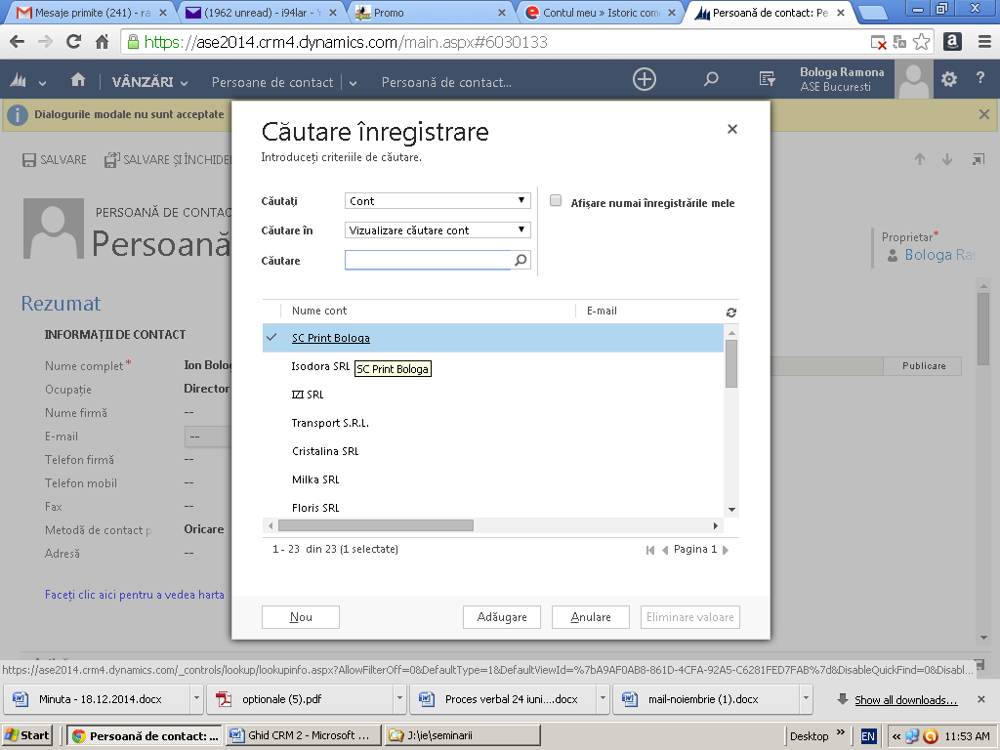 Mesaje primite (241) - ra
(1962 unread) - i94lar - Y
Promo
Contul meu » Istoric com
Persoană de contact: Pe
https://ase2014.crm4.dynamics.com/main.aspx#6030133
VÂNZĂRI
Persoane de contact
Persoană de contact...
Bologa Ramona
ASE Bucuresti
Dialogurile modale nu sunt acceptate
SALVARE
SALVARE ȘI ÎNCHIDE
PERSOANĂ DE CONTAC
Persoană
Proprietar*
Bologa Ra
Rezumat
INFORMAȚII DE CONTACT
Nume complet*
Ion Bolog
Ocupație
Director
Nume firmă
--
E-mail
--
Telefon firmă
--
Telefon mobil
--
Fax
--
Metodă de contact p
Oricare
Adresă
--
Faceți clic aici pentru a vedea harta
Publicare
Căutare înregistrare
Introduceți criteriile de căutare.
Căutați
Cont
Afișare numai înregistrările mele
Căutare în
Vizualizare căutare cont
Căutare
Nume cont
E-mail
SC Print Bologa
Isodora SRL
SC Print Bologa
IZI SRL
Transport S.R.L.
Cristalina SRL
Milka SRL
Floris SRL
1 - 23 din 23 (1 selectate)
Pagina 1
Nou
Adăugare
Anulare
Eliminare valoare
https://ase2014.crm4.dynamics.com/_controls/lookup/lookupinfo.aspx?AllowFilterOff=0&DefaultType=1&DefaultViewId=%7bA9AF0AB8-861D-4CFA-92A5-C6281FED7FAB%7d&DisableQuickFind=0&Disabl...
Minuta - 18.12.2014.docx
optionale (5).pdf
Proces verbal 24 iuni....docx
mail-noiembrie (1).docx
Show all downloads...
Start
Persoană de contact: ...
Ghid CRM 2 - Microsoft ...
J:\ie\seminarii
Desktop
EN
11:53 AM